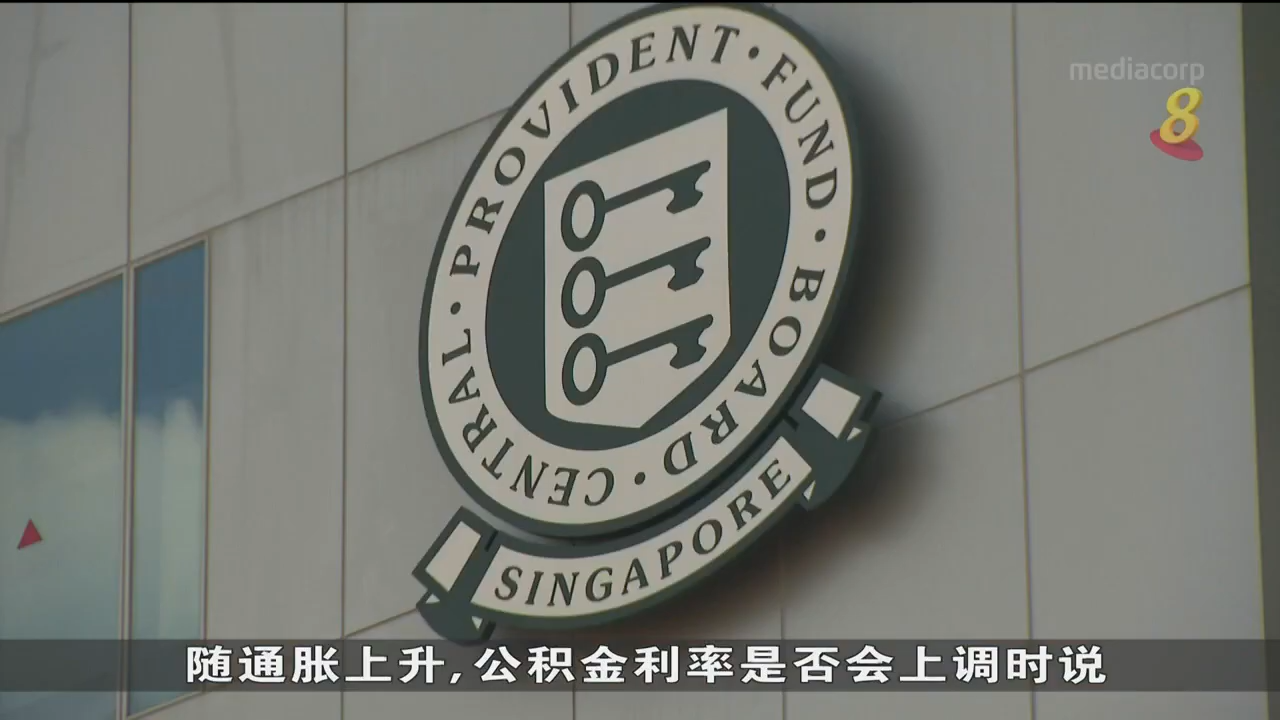 mediacorp
8
CENTRAL · PROVIDENT · FUND · BOARD ·
SINGAPORE
随通胀上升,公积金利率是否会上调时说